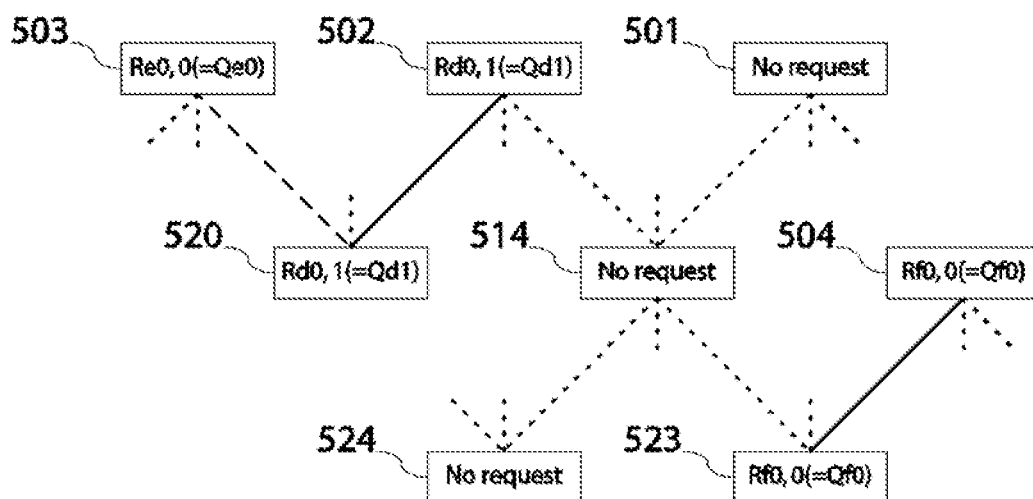 503
Re0, 0(=Qe0)
502
Rd0, 1(=Qd1)
501
No request
520
Rd0, 1(=Qd1)
514
No request
504
Rf0, 0(=Qf0)
524
No request
523
Rf0, 0(=Qf0)